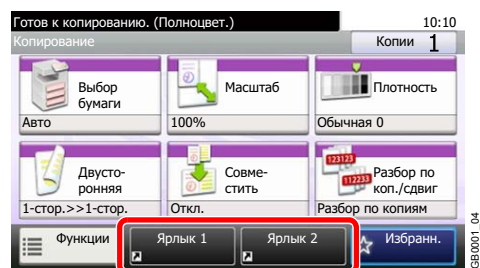 Готов к копированию. (Полноцвет.)
10:10
Копирование
Копии 1
Выбор
бумаги
Авто
Масштаб
100%
Плотность
Обычная 0
Двусто-
ронняя
1-стор.>>1-стор.
Совме-
стить
Откл.
123123
112233
Разбор по
коп./сдвиг
Разбор по копиям
Функции
Ярлык 1
Ярлык 2
Избранн.
GB0001_04